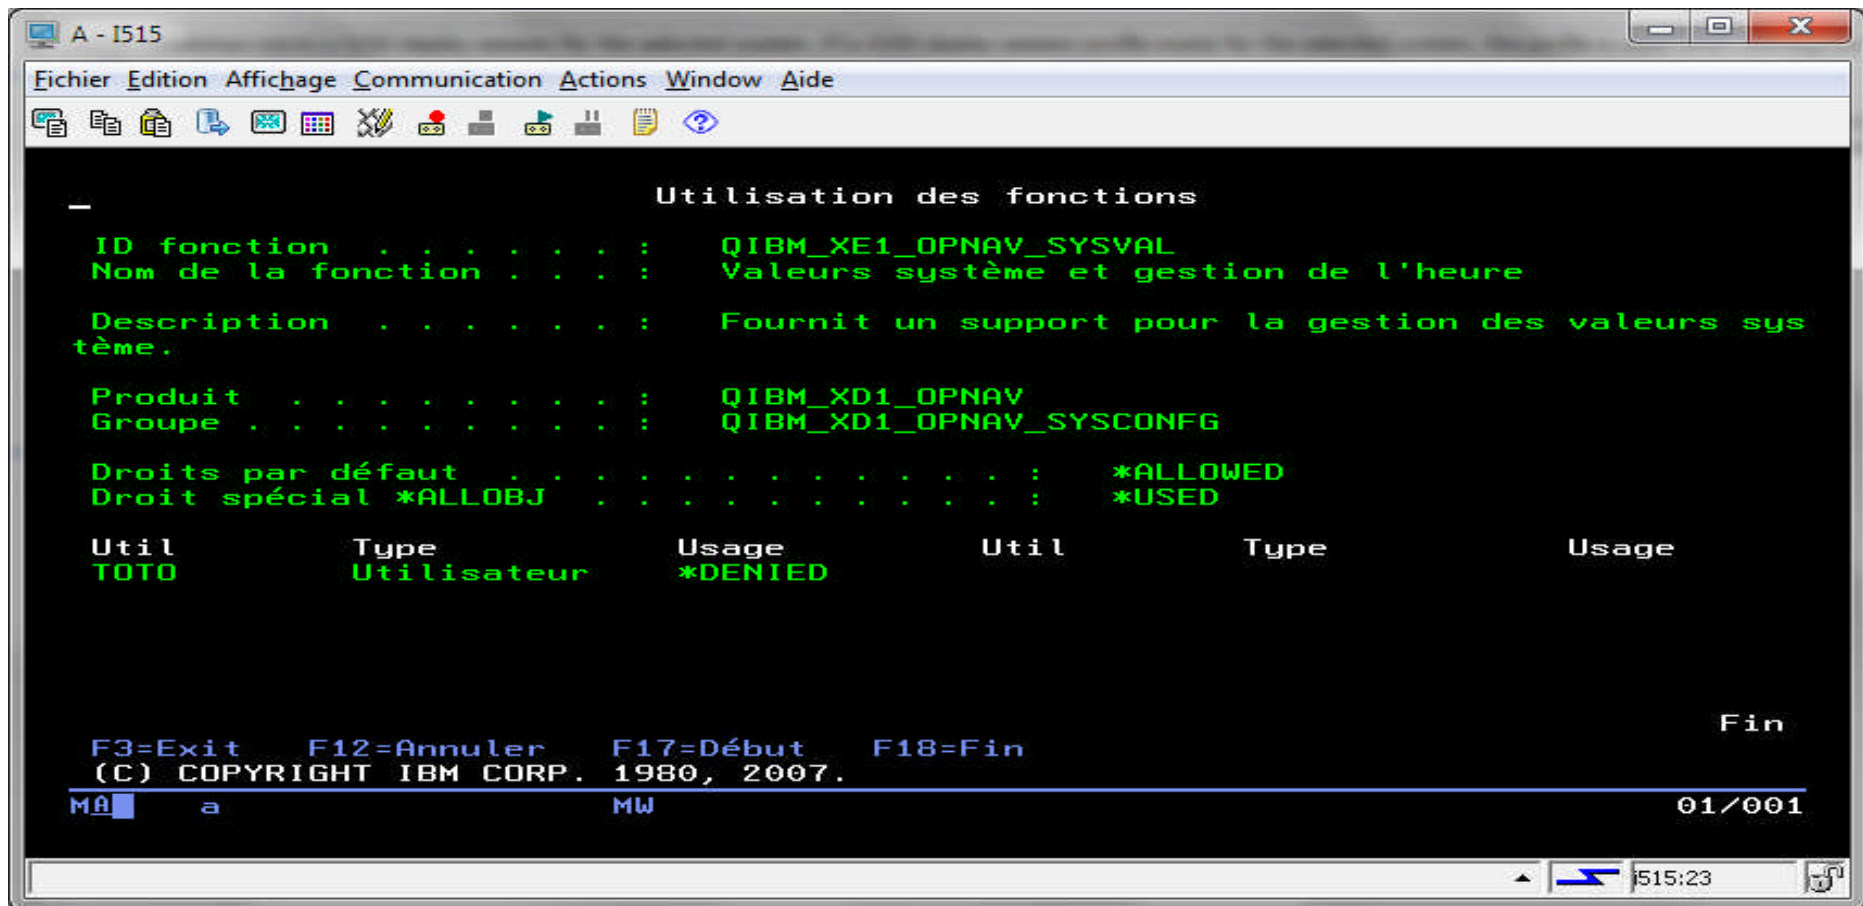 A - I515
Fichier Edition Affichage Communication Actions Window Aide
Utilisation des fonctions
ID fonction . . . . . . : QIBM_XE1_OPNAV_SYSVAL
Nom de la fonction . . . : Valeurs système et gestion de l'heure
Description . . . . . . : Fournit un support pour la gestion des valeurs sys
tème.
Produit . . . . . . . . : QIBM_XD1_OPNAV
Groupe . . . . . . . . . : QIBM_XD1_OPNAV_SYSCONFG
Droits par défaut . . . . . . . . . . . . : *ALLOWED
Droit spécial *ALLOBJ . . . . . . . . . . : *USED
Util Type Usage Util Type Usage
TOTO Utilisateur *DENIED
Fin
F3=Exit F12=Annuler F17=Début F18=Fin
(C) COPYRIGHT IBM CORP. 1980, 2007.
MA a MW 01/001
i515:23